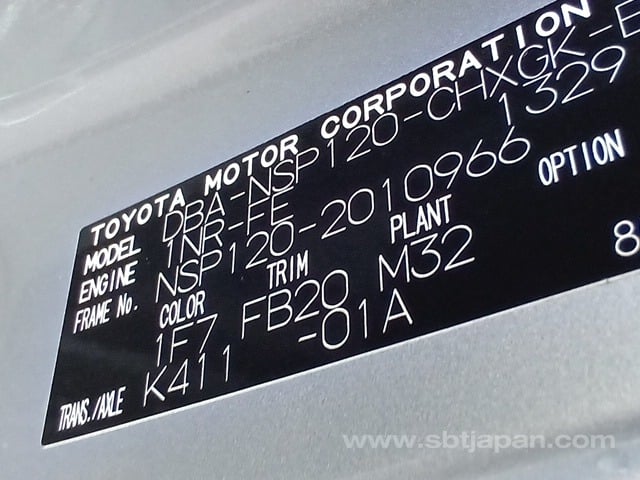 TOYOTA MOTOR CORPORATION
MODEL DBA-NSP120-CHXGK-E
ENGINE 1NR-FE 1329
FRAME No. NSP120-2010966
COLOR TRIM PLANT OPTION
1F7 FB20 M32 8
TRANS./AXLE K411 -01A
www.sbtjapan.com